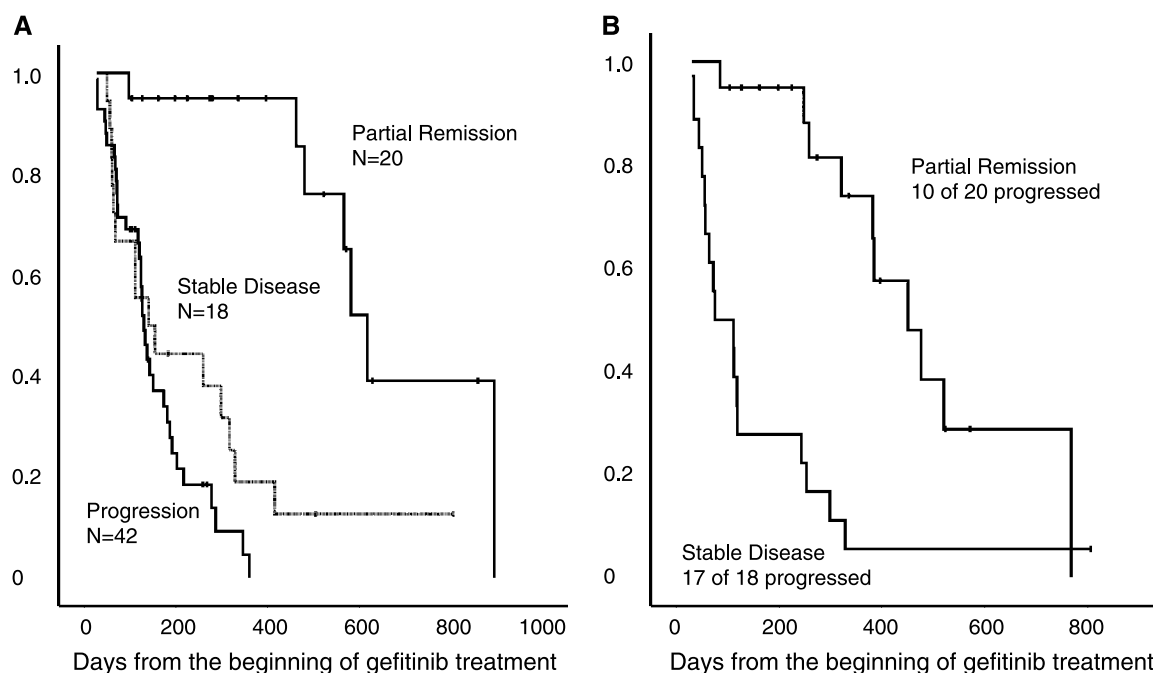 A
1.0
0.8
0.6
0.4
0.2
0
Partial Remission
N=20
Stable Disease
N=18
Progression
N=42
0 200 400 600 800 1000
Days from the beginning of gefitinib treatment
B
1.0
0.8
0.6
0.4
0.2
0
Partial Remission
10 of 20 progressed
Stable Disease
17 of 18 progressed
0 200 400 600 800
Days from the beginning of gefitinib treatment